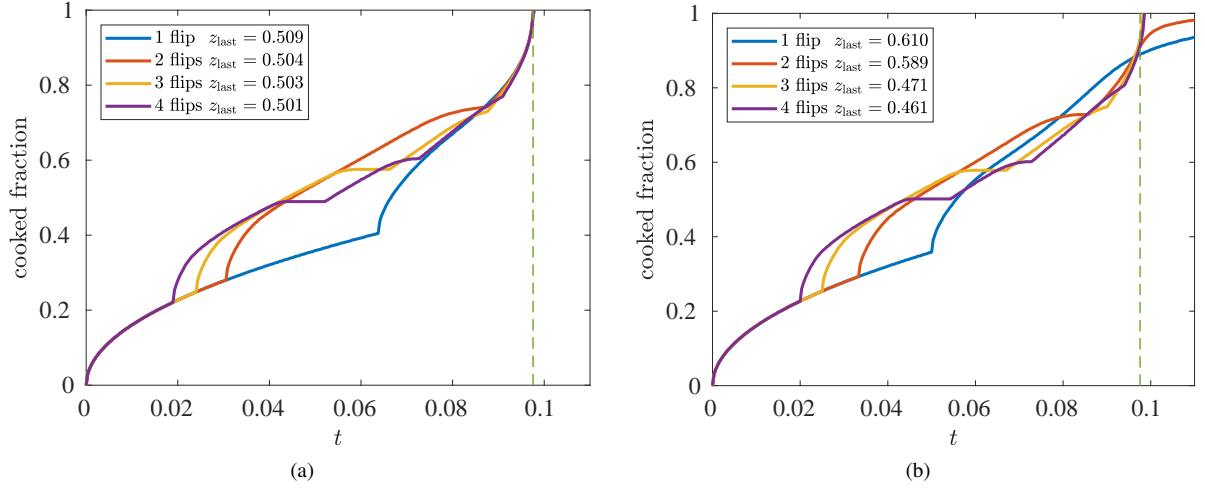 1 flip z_last = 0.509
2 flips z_last = 0.504
3 flips z_last = 0.503
4 flips z_last = 0.501
cooked fraction
1
0.8
0.6
0.4
0.2
0
0 0.02 0.04 0.06 0.08 0.1
t
(a)
1 flip z_last = 0.610
2 flips z_last = 0.589
3 flips z_last = 0.471
4 flips z_last = 0.461
cooked fraction
1
0.8
0.6
0.4
0.2
0
0 0.02 0.04 0.06 0.08 0.1
t
(b)